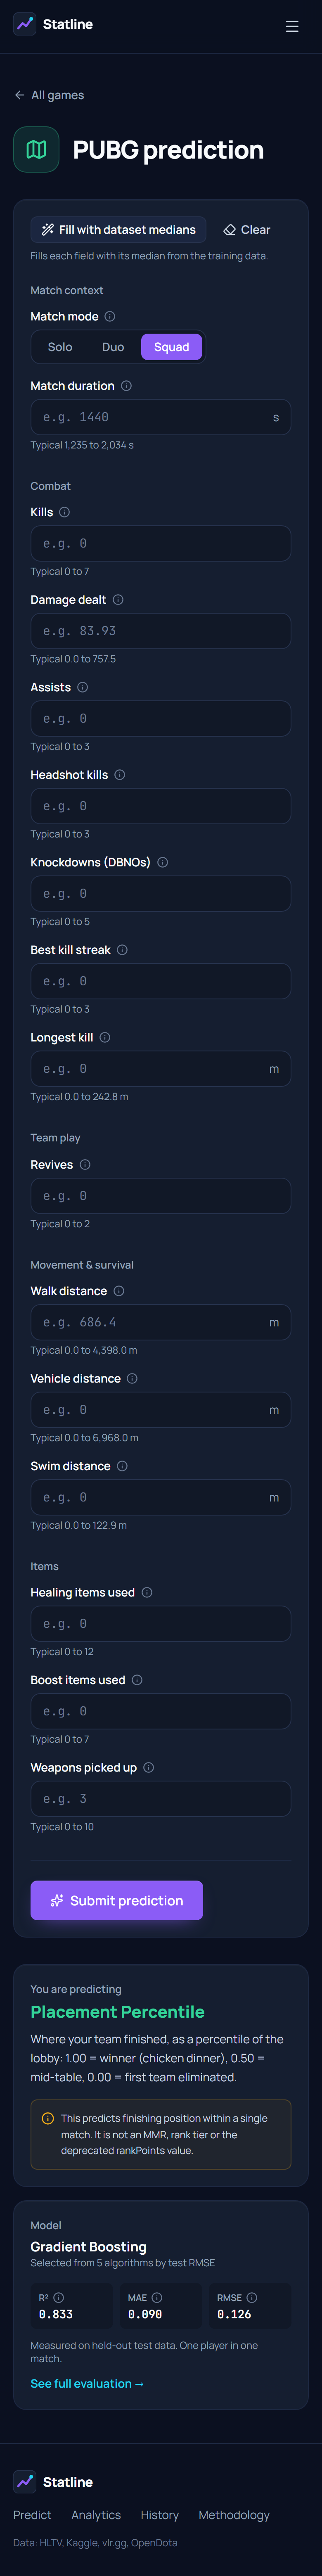 Statline
← All games
PUBG prediction
Fill with dataset medians
Clear
Fills each field with its median from the training data.
Match context
Match mode
Solo Duo Squad
Match duration
e.g. 1440 s
Typical 1,235 to 2,034 s
Combat
Kills
e.g. 0
Typical 0 to 7
Damage dealt
e.g. 83.93
Typical 0.0 to 757.5
Assists
e.g. 0
Typical 0 to 3
Headshot kills
e.g. 0
Typical 0 to 3
Knockdowns (DBNOs)
e.g. 0
Typical 0 to 5
Best kill streak
e.g. 0
Typical 0 to 3
Longest kill
e.g. 0 m
Typical 0.0 to 242.8 m
Team play
Revives
e.g. 0
Typical 0 to 2
Movement & survival
Walk distance
e.g. 686.4 m
Typical 0.0 to 4,398.0 m
Vehicle distance
e.g. 0 m
Typical 0.0 to 6,968.0 m
Swim distance
e.g. 0 m
Typical 0.0 to 122.9 m
Items
Healing items used
e.g. 0
Typical 0 to 12
Boost items used
e.g. 0
Typical 0 to 7
Weapons picked up
e.g. 3
Typical 0 to 10
Submit prediction
You are predicting
Placement Percentile
Where your team finished, as a percentile of the
lobby: 1.00 = winner (chicken dinner), 0.50 =
mid-table, 0.00 = first team eliminated.
This predicts finishing position within a single
match. It is not an MMR, rank tier or the
deprecated rankPoints value.
Model
Gradient Boosting
Selected from 5 algorithms by test RMSE
R² MAE RMSE
0.833 0.090 0.126
Measured on held-out test data. One player in one
match.
See full evaluation →
Statline
Predict Analytics History Methodology
Data: HLTV, Kaggle, vlr.gg, OpenDota